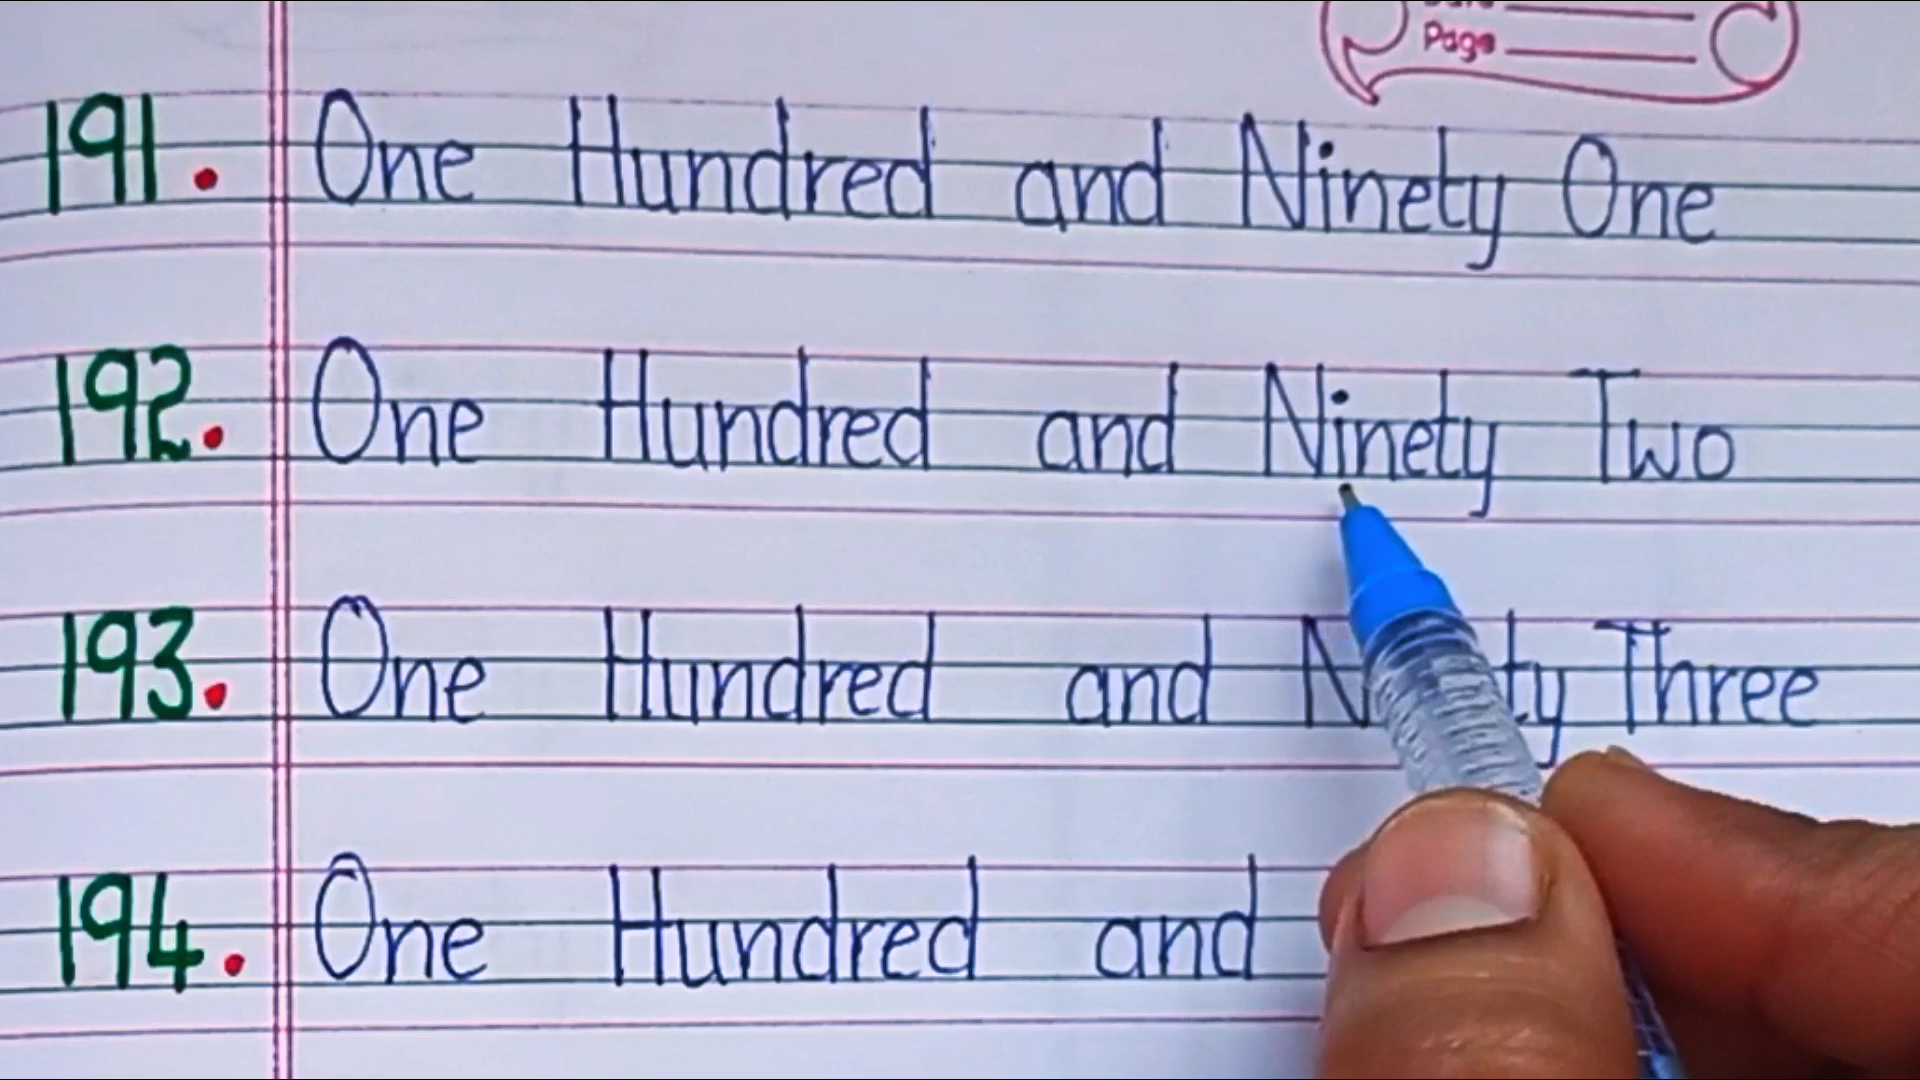 Page
191. One Hundred and Ninety One
192. One Hundred and Ninety Two
193. One Hundred and Ninety Three
194. One Hundred and